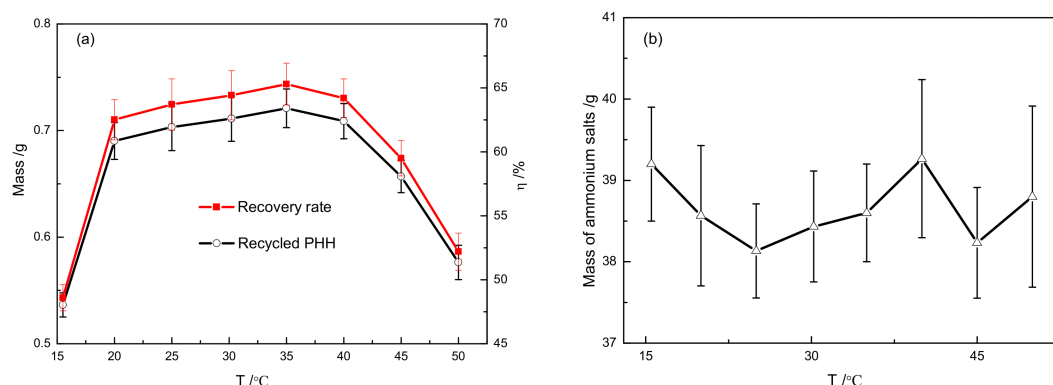 (a)
0.8
0.7
0.6
0.5
Mass /g
70
65
60
55
50
45
η /%
Recovery rate
Recycled PHH
15 20 25 30 35 40 45 50
T /°C
(b)
41
40
39
38
37
Mass of ammonium salts/g
15 30 45
T /°C